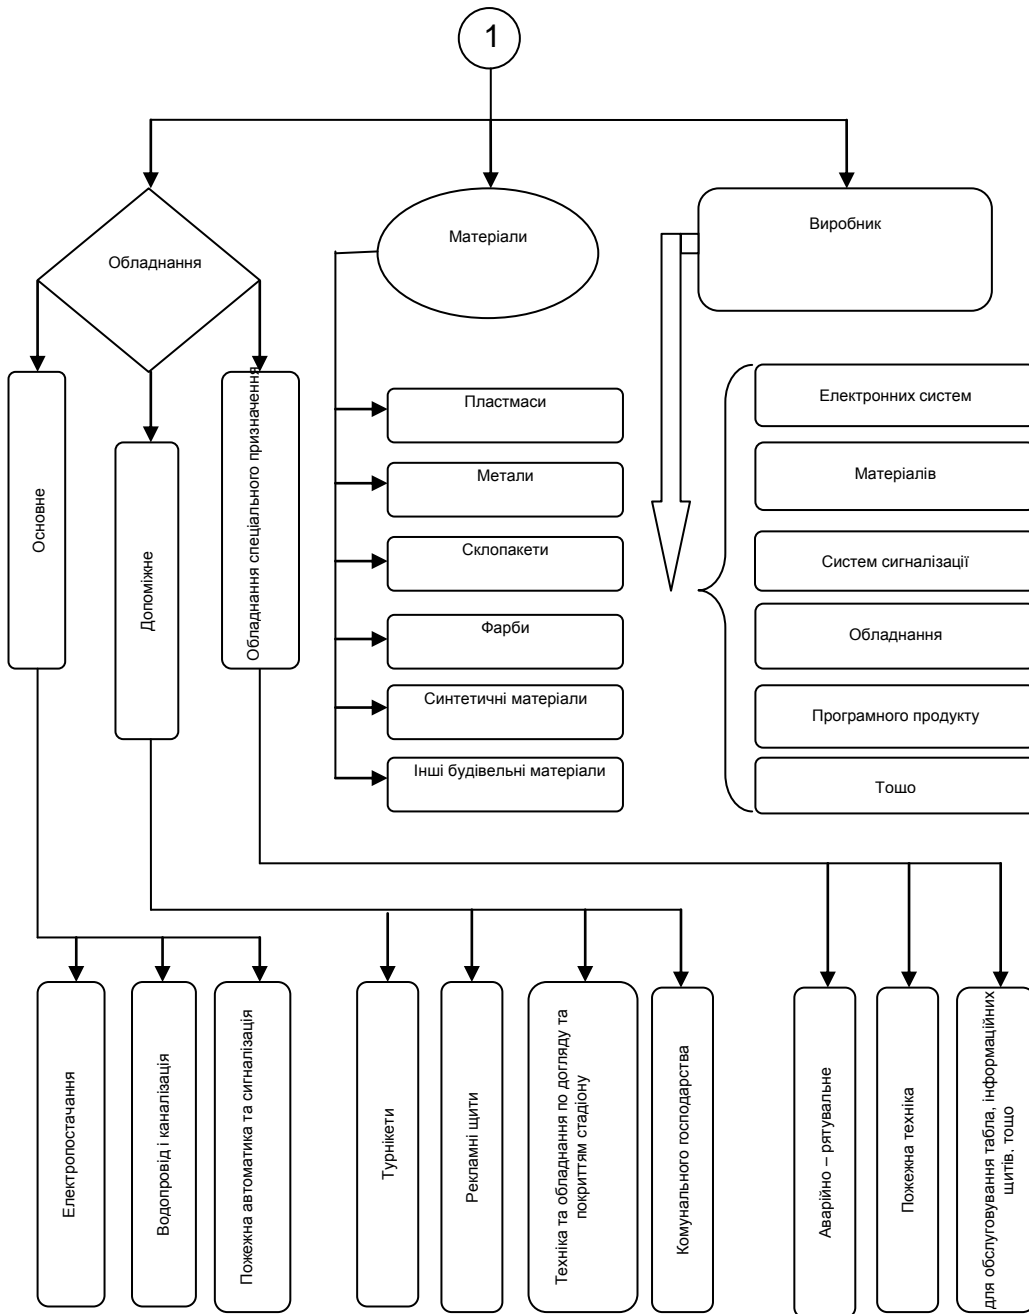 1
Обладнання
Матеріали
Виробник
Основне
Допоміжне
Обладнання спеціального призначення
Пластмаси
Метали
Склопакети
Фарби
Синтетичні матеріали
Інші будівельні матеріали
Електронних систем
Матеріалів
Систем сигналізації
Обладнання
Програмного продукту
Тощо
Електропостачання
Водопровід і каналізація
Пожежна автоматика та сигналізація
Турнікети
Рекламні щити
Техніка та обладнання по догляду та
покриттям стадіону
Комунального господарства
Аварійно – рятувальне
Пожежна техніка
для обслуговування табла, інформаційних
щитів. тощо